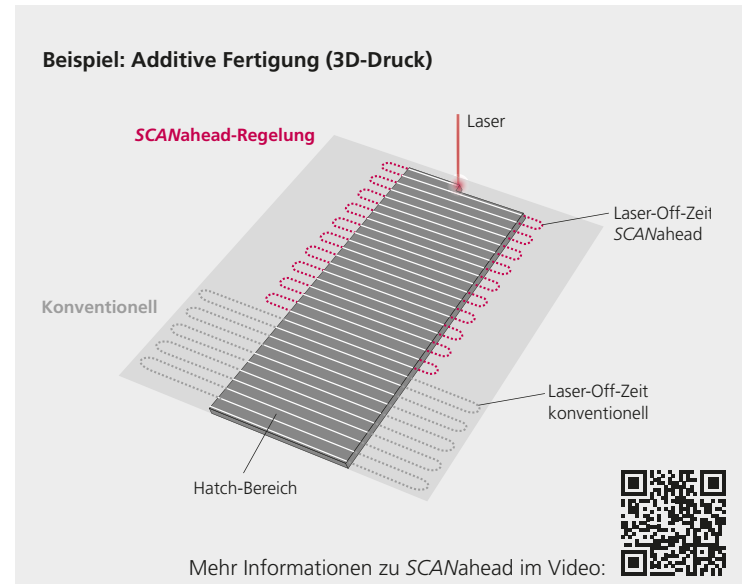 Beispiel: Additive Fertigung (3D-Druck)
Laser
SCANahead-Regelung
Laser-Off-Zeit
SCANahead
Konventionell
Laser-Off-Zeit
konventionell
Hatch-Bereich
Mehr Informationen zu SCANahead im Video: